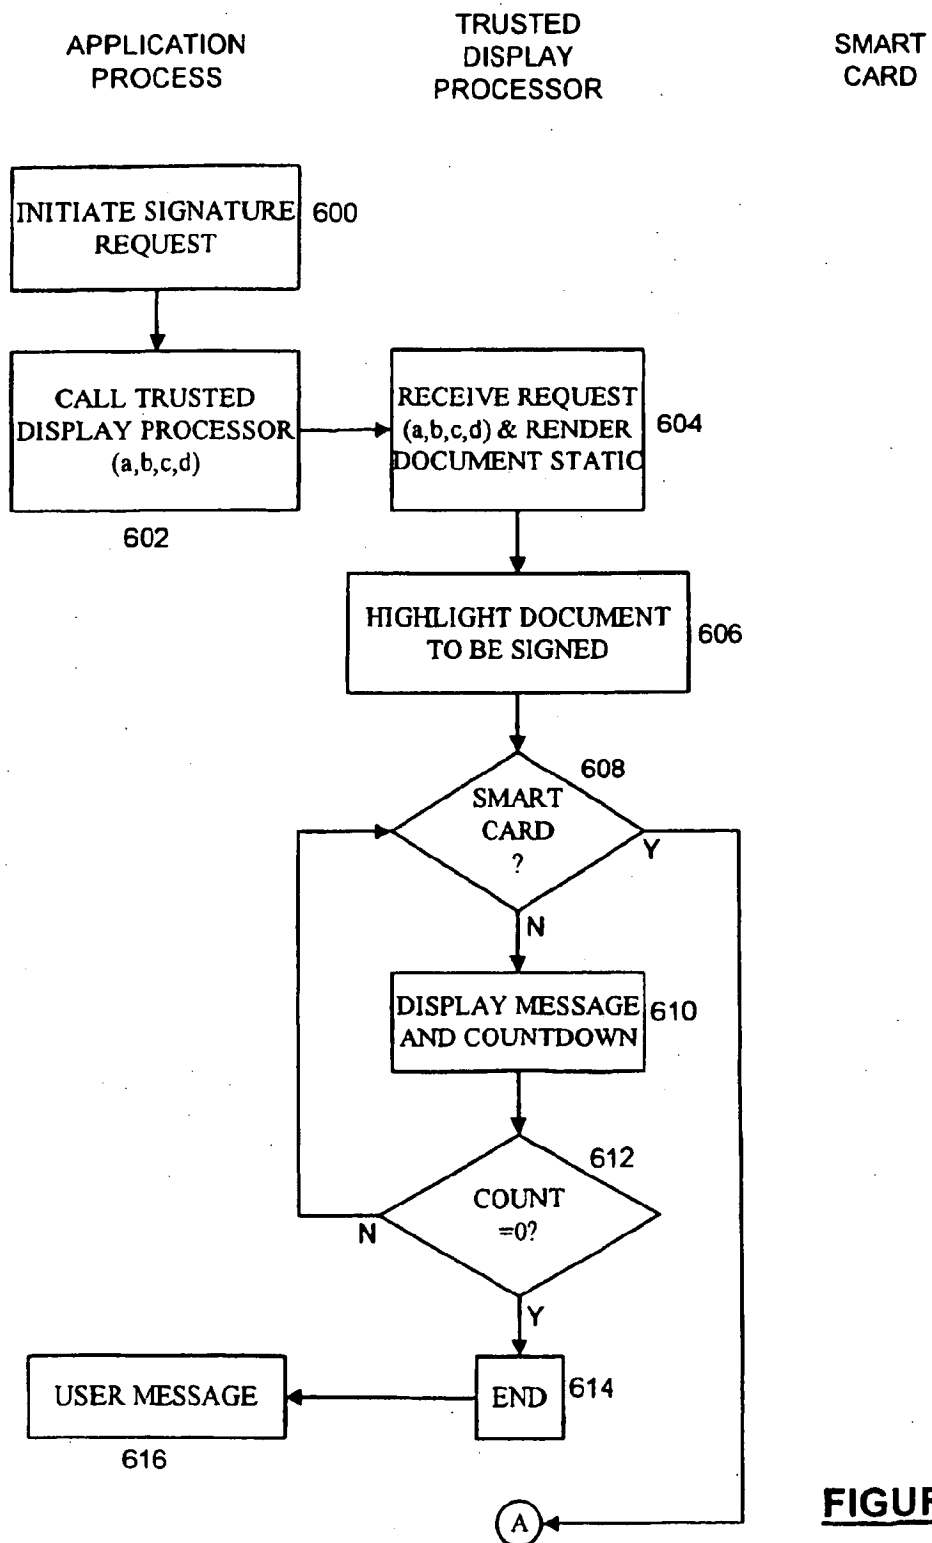 APPLICATION
PROCESS
TRUSTED
DISPLAY
PROCESSOR
SMART
CARD
INITIATE SIGNATURE
REQUEST
600
CALL TRUSTED
DISPLAY PROCESSOR
(a,b,c,d)
602
RECEIVE REQUEST
(a,b,c,d) & RENDER
DOCUMENT STATIC
604
HIGHLIGHT DOCUMENT
TO BE SIGNED
606
608
SMART
CARD
?
Y
N
DISPLAY MESSAGE
AND COUNTDOWN
610
612
COUNT
=0?
N
Y
USER MESSAGE
616
END
614
A